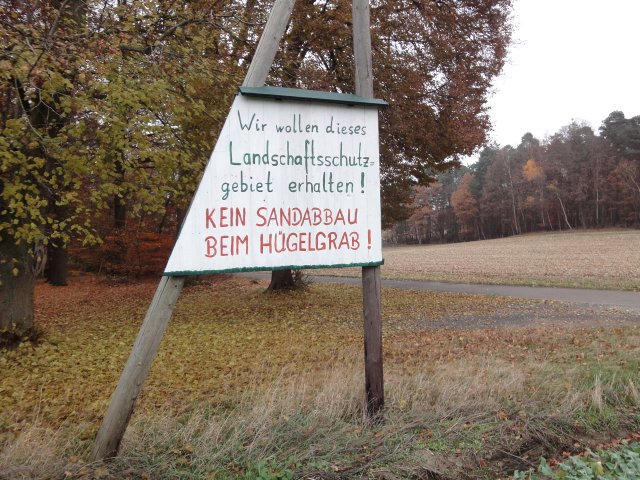 Wir wollen dieses
Landschaftsschutz=
gebiet erhalten !
KEIN SANDABBAU
BEIM HÜGELGRAB !